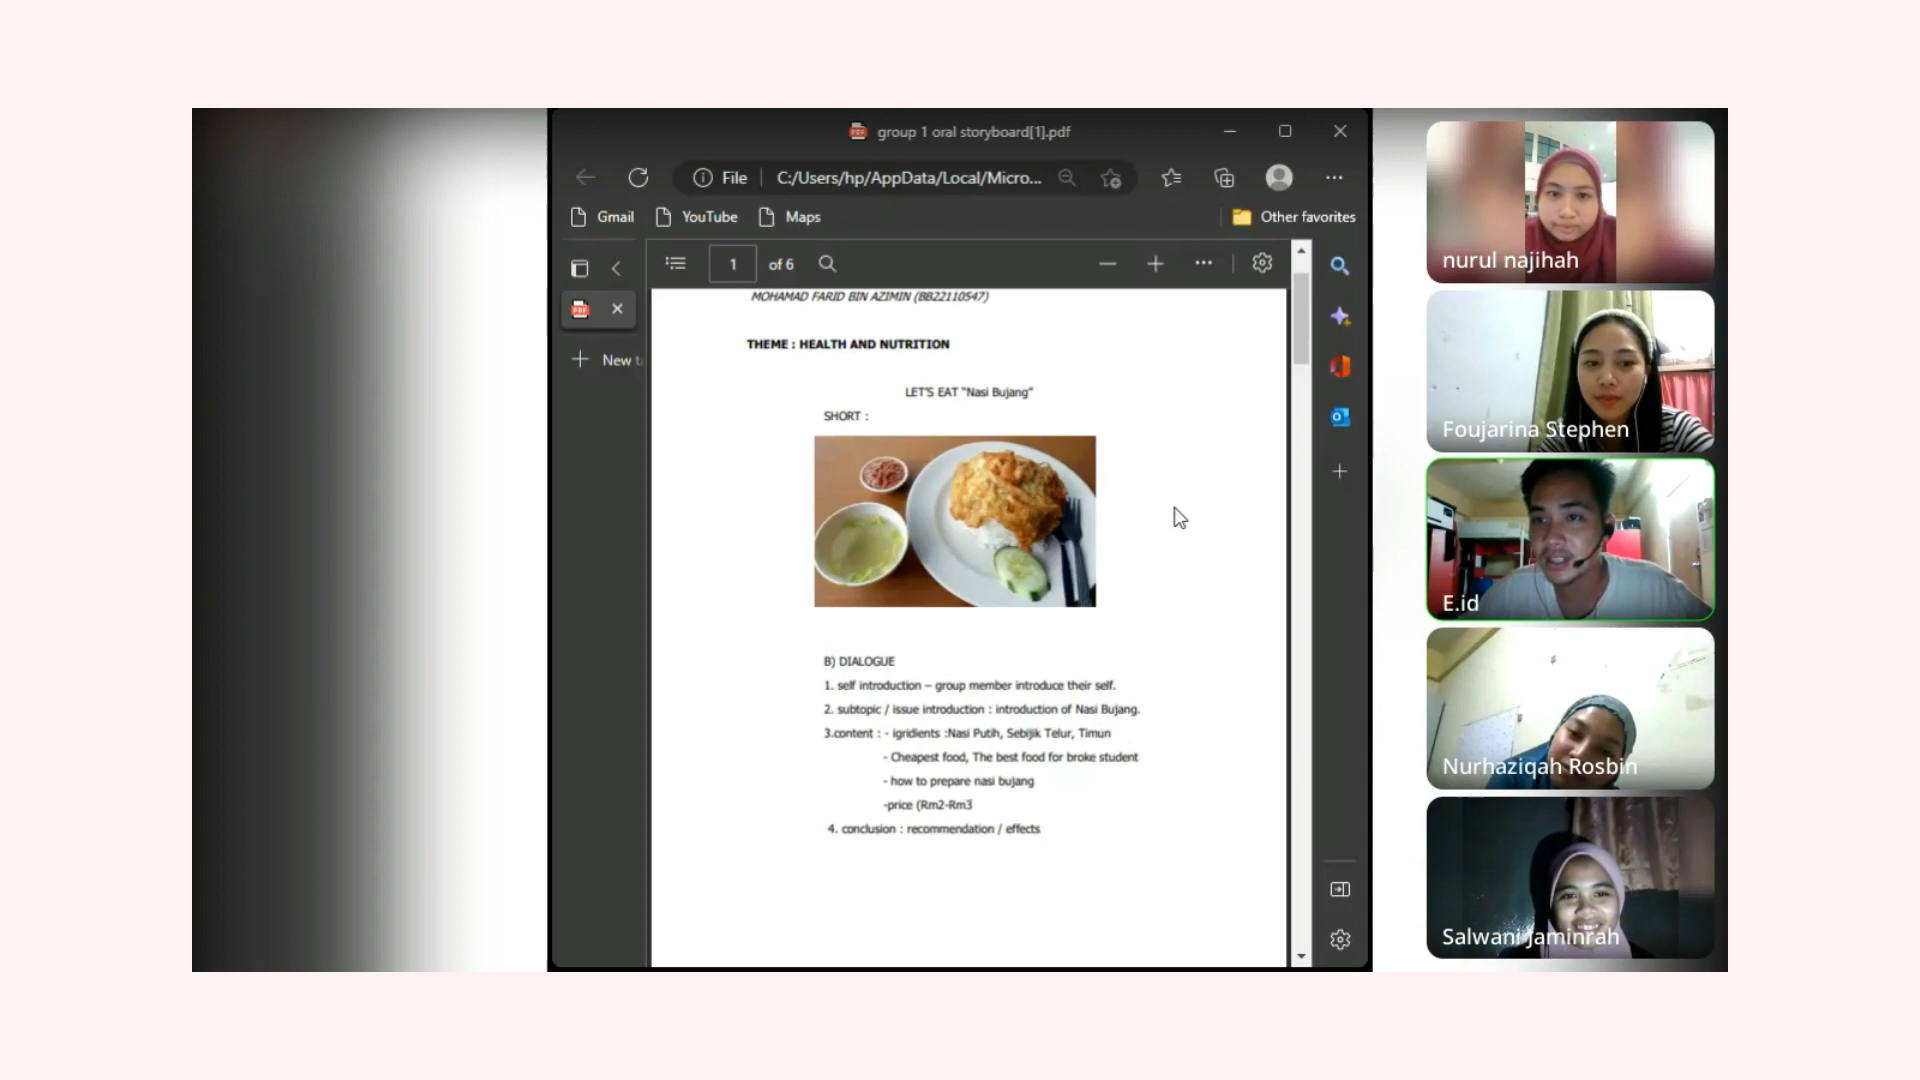 group 1 oral storyboard[1].pdf
File
C:/Users/hp/AppData/Local/Micro...
Gmail
YouTube
Maps
Other favorites
1 of 6
New t
MOHAMAD FARID BIN AZIMIN (BB22110547)
THEME : HEALTH AND NUTRITION
LET'S EAT "Nasi Bujang"
SHORT :
B) DIALOGUE
1. self introduction – group member introduce their self.
2. subtopic / issue introduction : introduction of Nasi Bujang.
3.content : - igridients :Nasi Putih, Sebijik Telur, Timun
- Cheapest food, The best food for broke student
- how to prepare nasi bujang
-price (Rm2-Rm3
4. conclusion : recommendation / effects
nurul najihah
Foujarina Stephen
E.id
Nurhaziqah Rosbin
Salwani Jaminrah